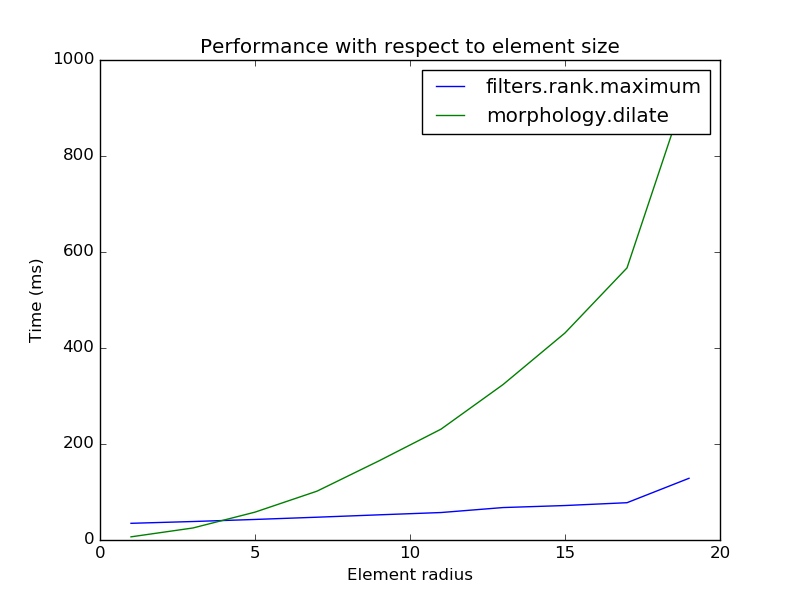 Performance with respect to element size
filters.rank.maximum
morphology.dilate
1000
800
600
400
200
0
Time (ms)
0 5 10 15 20
Element radius